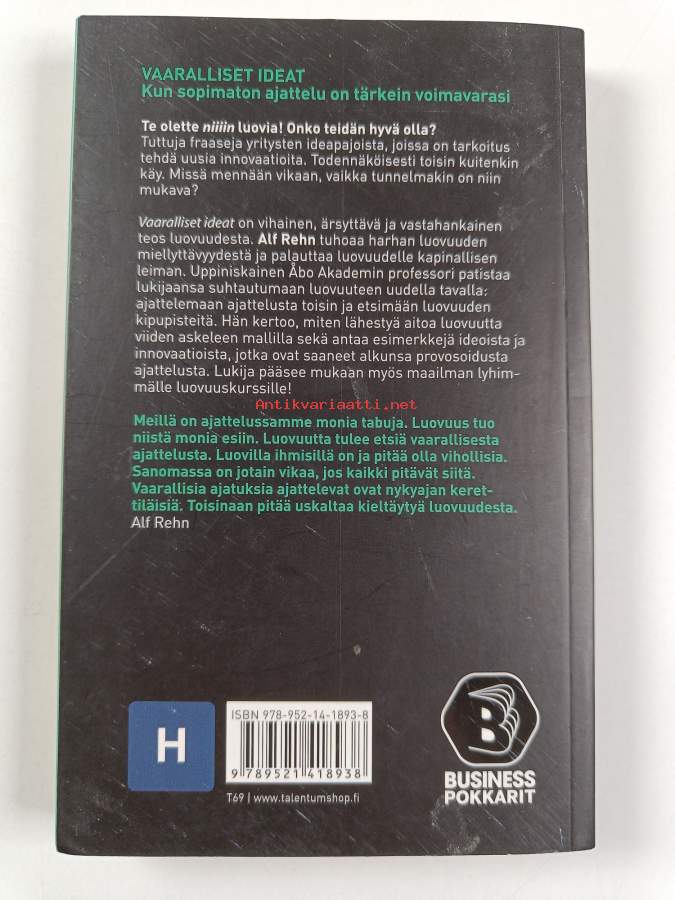 VAARALLISET IDEAT
Kun sopimaton ajattelu on tärkein voimavarasi
Te olette niiiin luovia! Onko teidän hyvä olla?
Tuttuja fraaseja yritysten ideapajoista, joissa on tarkoitus
tehdä uusia innovaatioita. Todennäköisesti toisin kuitenkin
käy. Missä mennään vikaan, vaikka tunnelmakin on niin
mukava?
Vaaralliset ideat on vihainen, ärsyttävä ja vastahankainen
teos luovuudesta. Alf Rehn tuhoaa harhan luovuuden
miellyttävyydestä ja palauttaa luovuudelle kapinallisen
leiman. Uppiniskainen Åbo Akademin professori patistaa
lukijaansa suhtautumaan luovuuteen uudella tavalla:
ajattelemaan ajattelusta toisin ja etsimään luovuuden
kipupisteitä. Hän kertoo, miten lähestyä aitoa luovuutta
viiden askeleen mallilla sekä antaa esimerkkejä ideoista ja
innovaatioista, jotka ovat saaneet alkunsa provosoidusta
ajattelusta. Lukija pääsee mukaan myös maailman lyhim-
mälle luovuuskurssille!
Antikvariaatti.net
Meillä on ajattelussamme monia tabuja. Luovuus tuo
niistä monia esiin. Luovuutta tulee etsiä vaarallisesta
ajattelusta. Luovilla ihmisillä on ja pitää olla vihollisia.
Sanomassa on jotain vikaa, jos kaikki pitävät siitä.
Vaarallisia ajatuksia ajattelevat ovat nykyajan keret-
tiläisiä. Toisinaan pitää uskaltaa kieltäytyä luovuudesta.
Alf Rehn
H
ISBN 978-952-14-1893-8
9 789521 418938
T69 | www.talentumshop.fi
B
BUSINESS
POKKARIT